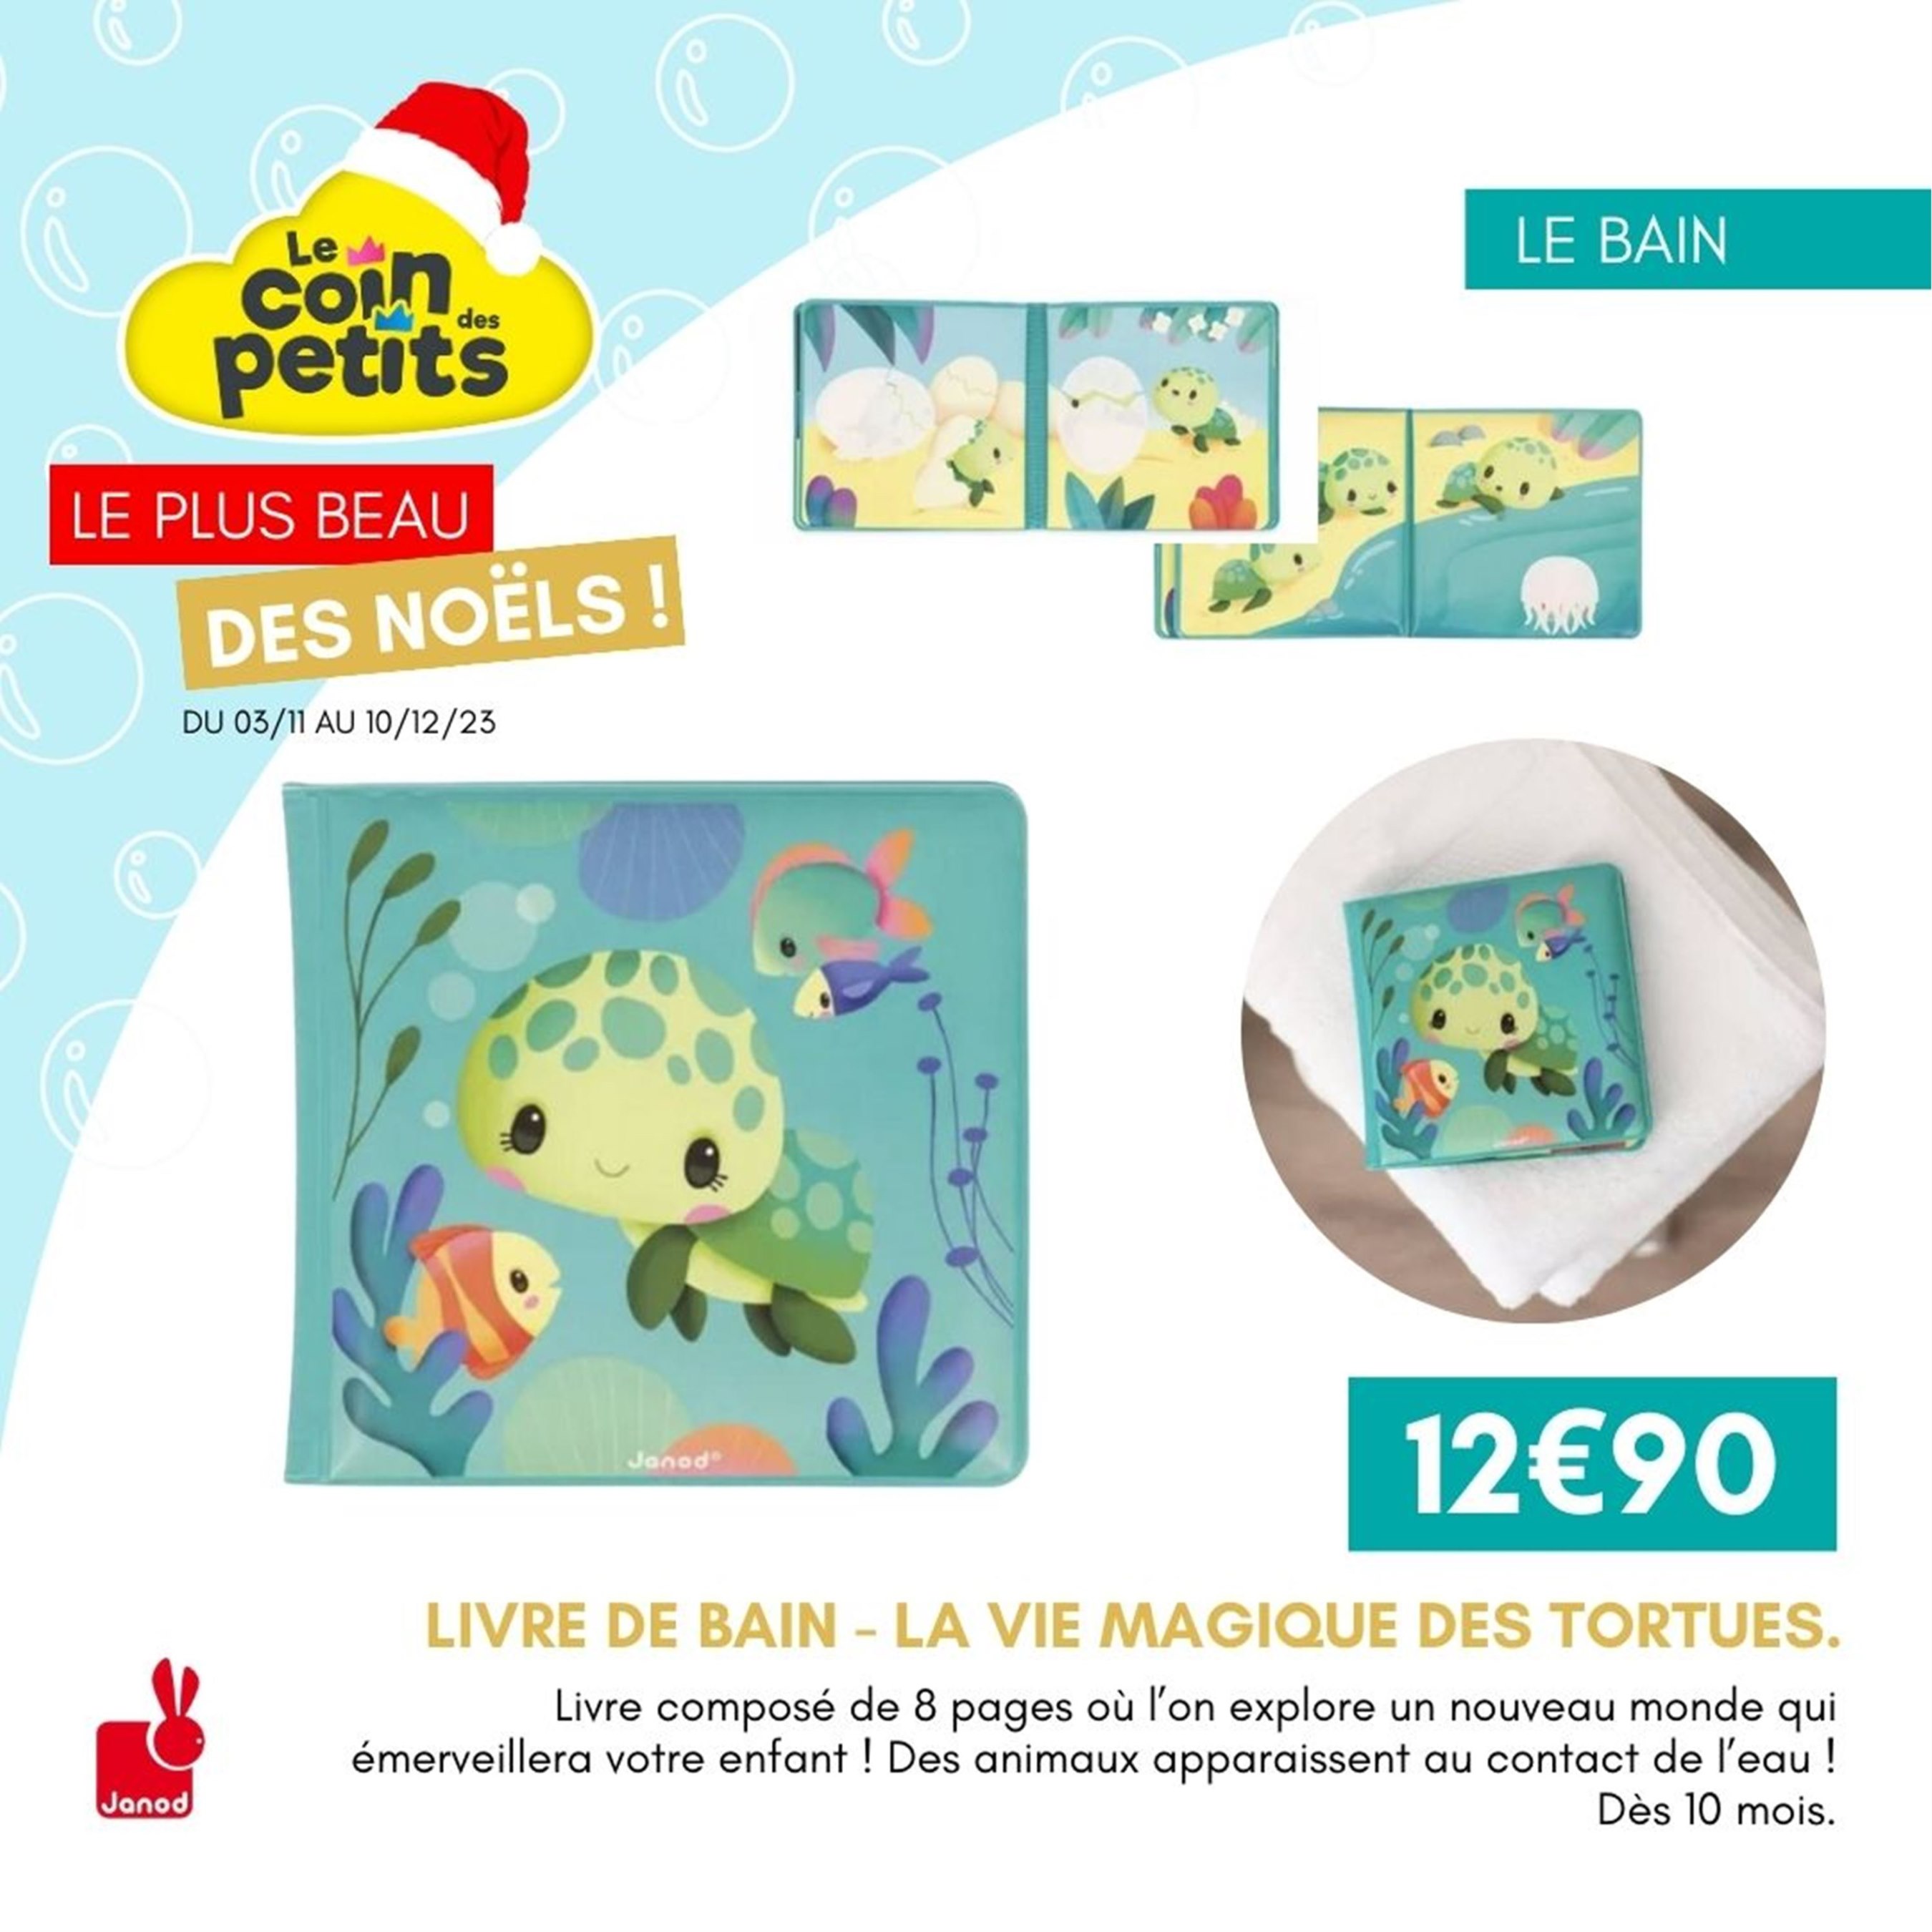 Le
coin des
petits
LE PLUS BEAU
DES NOËLS !
DU 03/11 AU 10/12/23
LE BAIN
Janod®
12€90
LIVRE DE BAIN - LA VIE MAGIQUE DES TORTUES.
Livre composé de 8 pages où l'on explore un nouveau monde qui
émerveillera votre enfant ! Des animaux apparaissent au contact de l'eau !
Dès 10 mois.
Janod